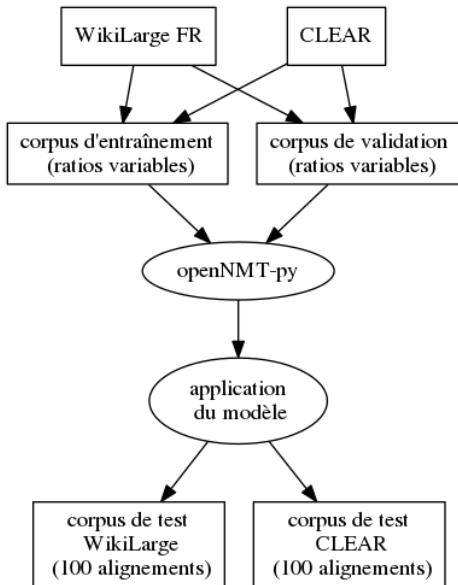 WikiLarge FR
CLEAR
corpus d'entraînement
(ratios variables)
corpus de validation
(ratios variables)
openNMT-py
application
du modèle
corpus de test
WikiLarge
(100 alignements)
corpus de test
CLEAR
(100 alignements)